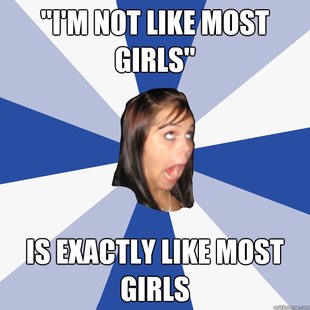 "I'M NOT LIKE MOST
GIRLS"
IS EXACTLY LIKE MOST
GIRLS